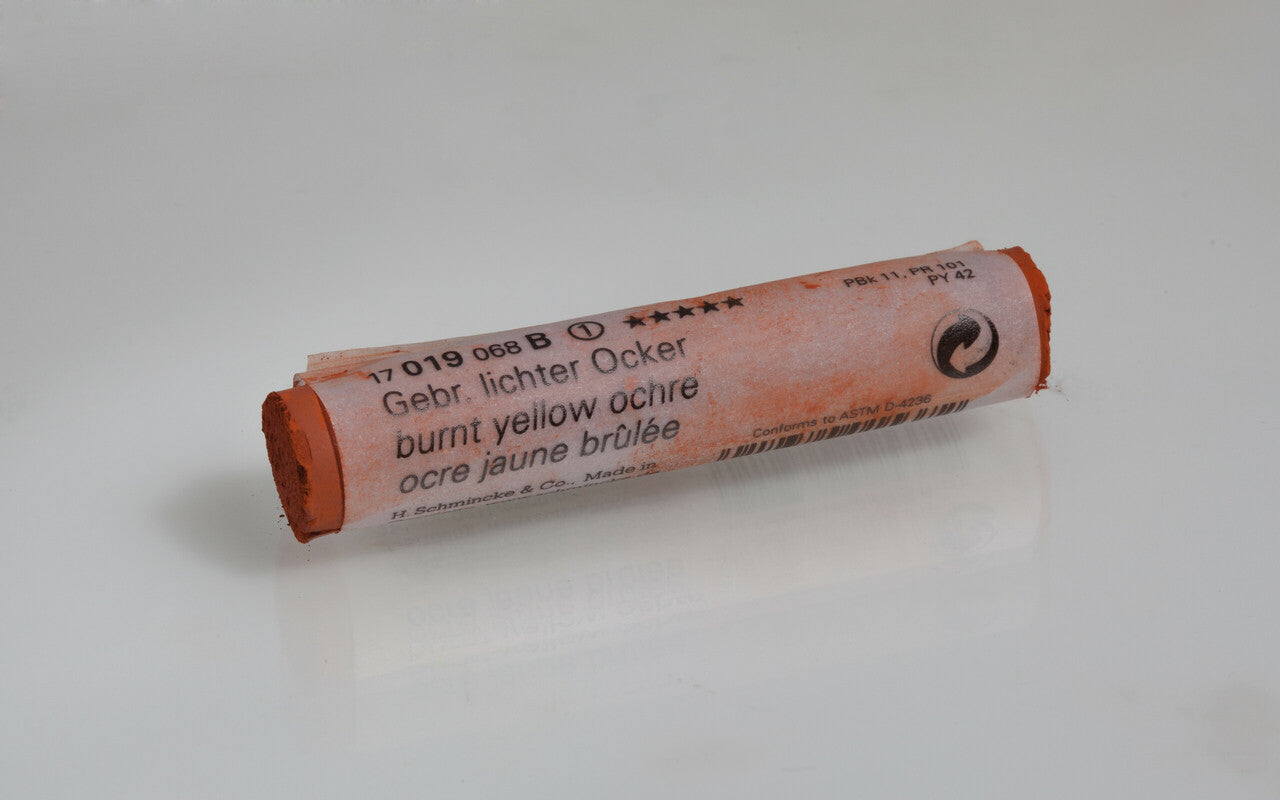 17 019 068 B ① ★★★★★
Gebr. lichter Ocker
burnt yellow ochre
ocre jaune brûlée
H. Schmincke & Co., Made in
PBk 11, PR 101
PY 42
Conforms to ASTM D-4236